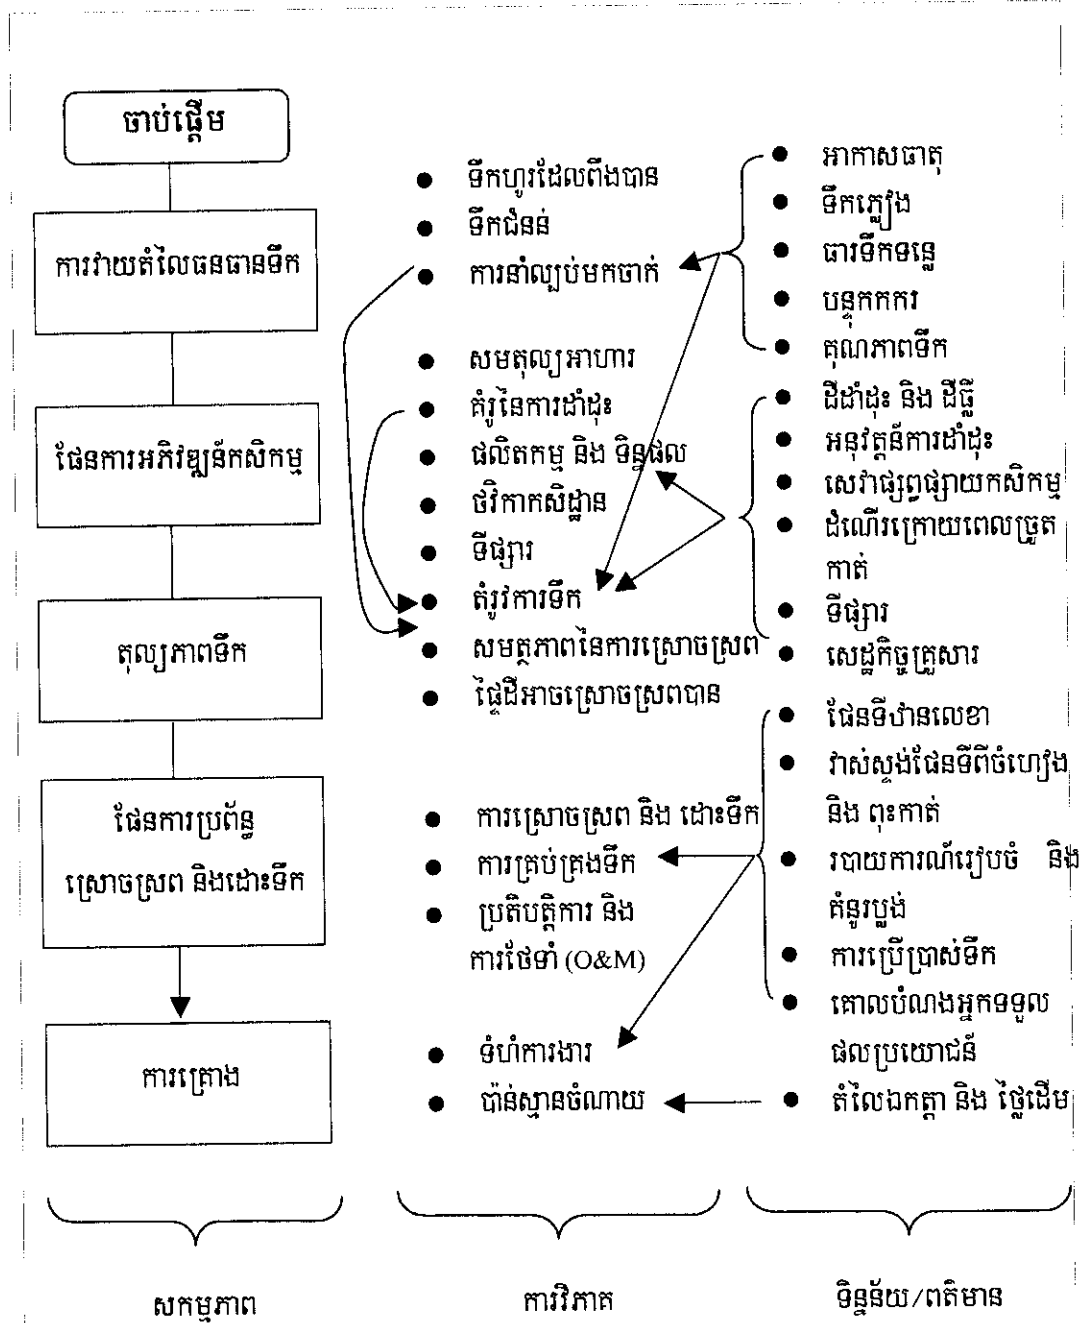 ចាប់ផ្តើម
ការវាយតំលៃធនធានទឹក
ផែនការអភិវឌ្ឍន៍កសិកម្ម
តុល្យភាពទឹក
ផែនការប្រព័ន្ធ
ស្រោចស្រព និងដោះទឹក
ការគ្រោង
សកម្មភាព
● ទឹកហូរដែលពឹងបាន
● ទឹកជំនន់
● ការនាំល្បប់មកចាក់
● សមតុល្យអាហារ
● គំរូនៃការដាំដុះ
● ផលិតកម្ម និង ទិន្នផល
● ថវិកាកសិដ្ឋាន
● ទីផ្សារ
● តំរូវការទឹក
● សមត្ថភាពនៃការស្រោចស្រព
● ផ្ទៃដីអាចស្រោចស្រពបាន
● ការស្រោចស្រព និង ដោះទឹក
● ការគ្រប់គ្រងទឹក
● ប្រតិបត្តិការ និង
ការថែទាំ (O&M)
● ទំហំការងារ
● ប៉ាន់ស្មានចំណាយ
ការវិភាគ
● អាកាសធាតុ
● ទឹកភ្លៀង
● ធារទឹកទន្លេ
● បន្ទុកកករ
● គុណភាពទឹក
● ដីដាំដុះ និង ដីធ្លី
● អនុវត្តន៍ការដាំដុះ
● សេវាផ្សព្វផ្សាយកសិកម្ម
● ដំណើរក្រោយពេលច្រូត
កាត់
● ទីផ្សារ
● សេដ្ឋកិច្ចគ្រួសារ
● ផែនទីឋានលេខា
● វាស់ស្ទង់ផែនទីពីចំហៀង
និង ពុះកាត់
● របាយការណ៍រៀបចំ និង
គំនូរប្លង់
● ការប្រើប្រាស់ទឹក
● គោលបំណងអ្នកទទួល
ផលប្រយោជន៍
● តំលៃឯកត្តា និង ថ្លៃដើម
ទិន្នន័យ/ពត៌មាន